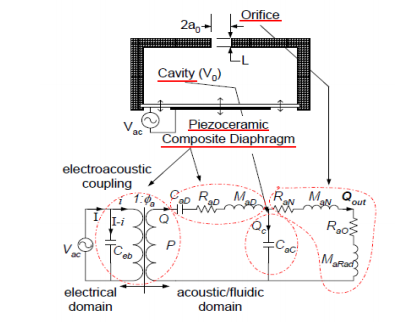 Orifice
2a₀
L
Cavity (V₀)
Vac
Piezoceramic
Composite Diaphragm
electroacoustic
coupling
1:ϕa
CaD
RaD
MaD
RaN
MaN
Qout
I
i
I-i
Q
Qc
P
Vac
Ceb
CaC
RaO
MaRad
electrical
domain
acoustic/fluidic
domain